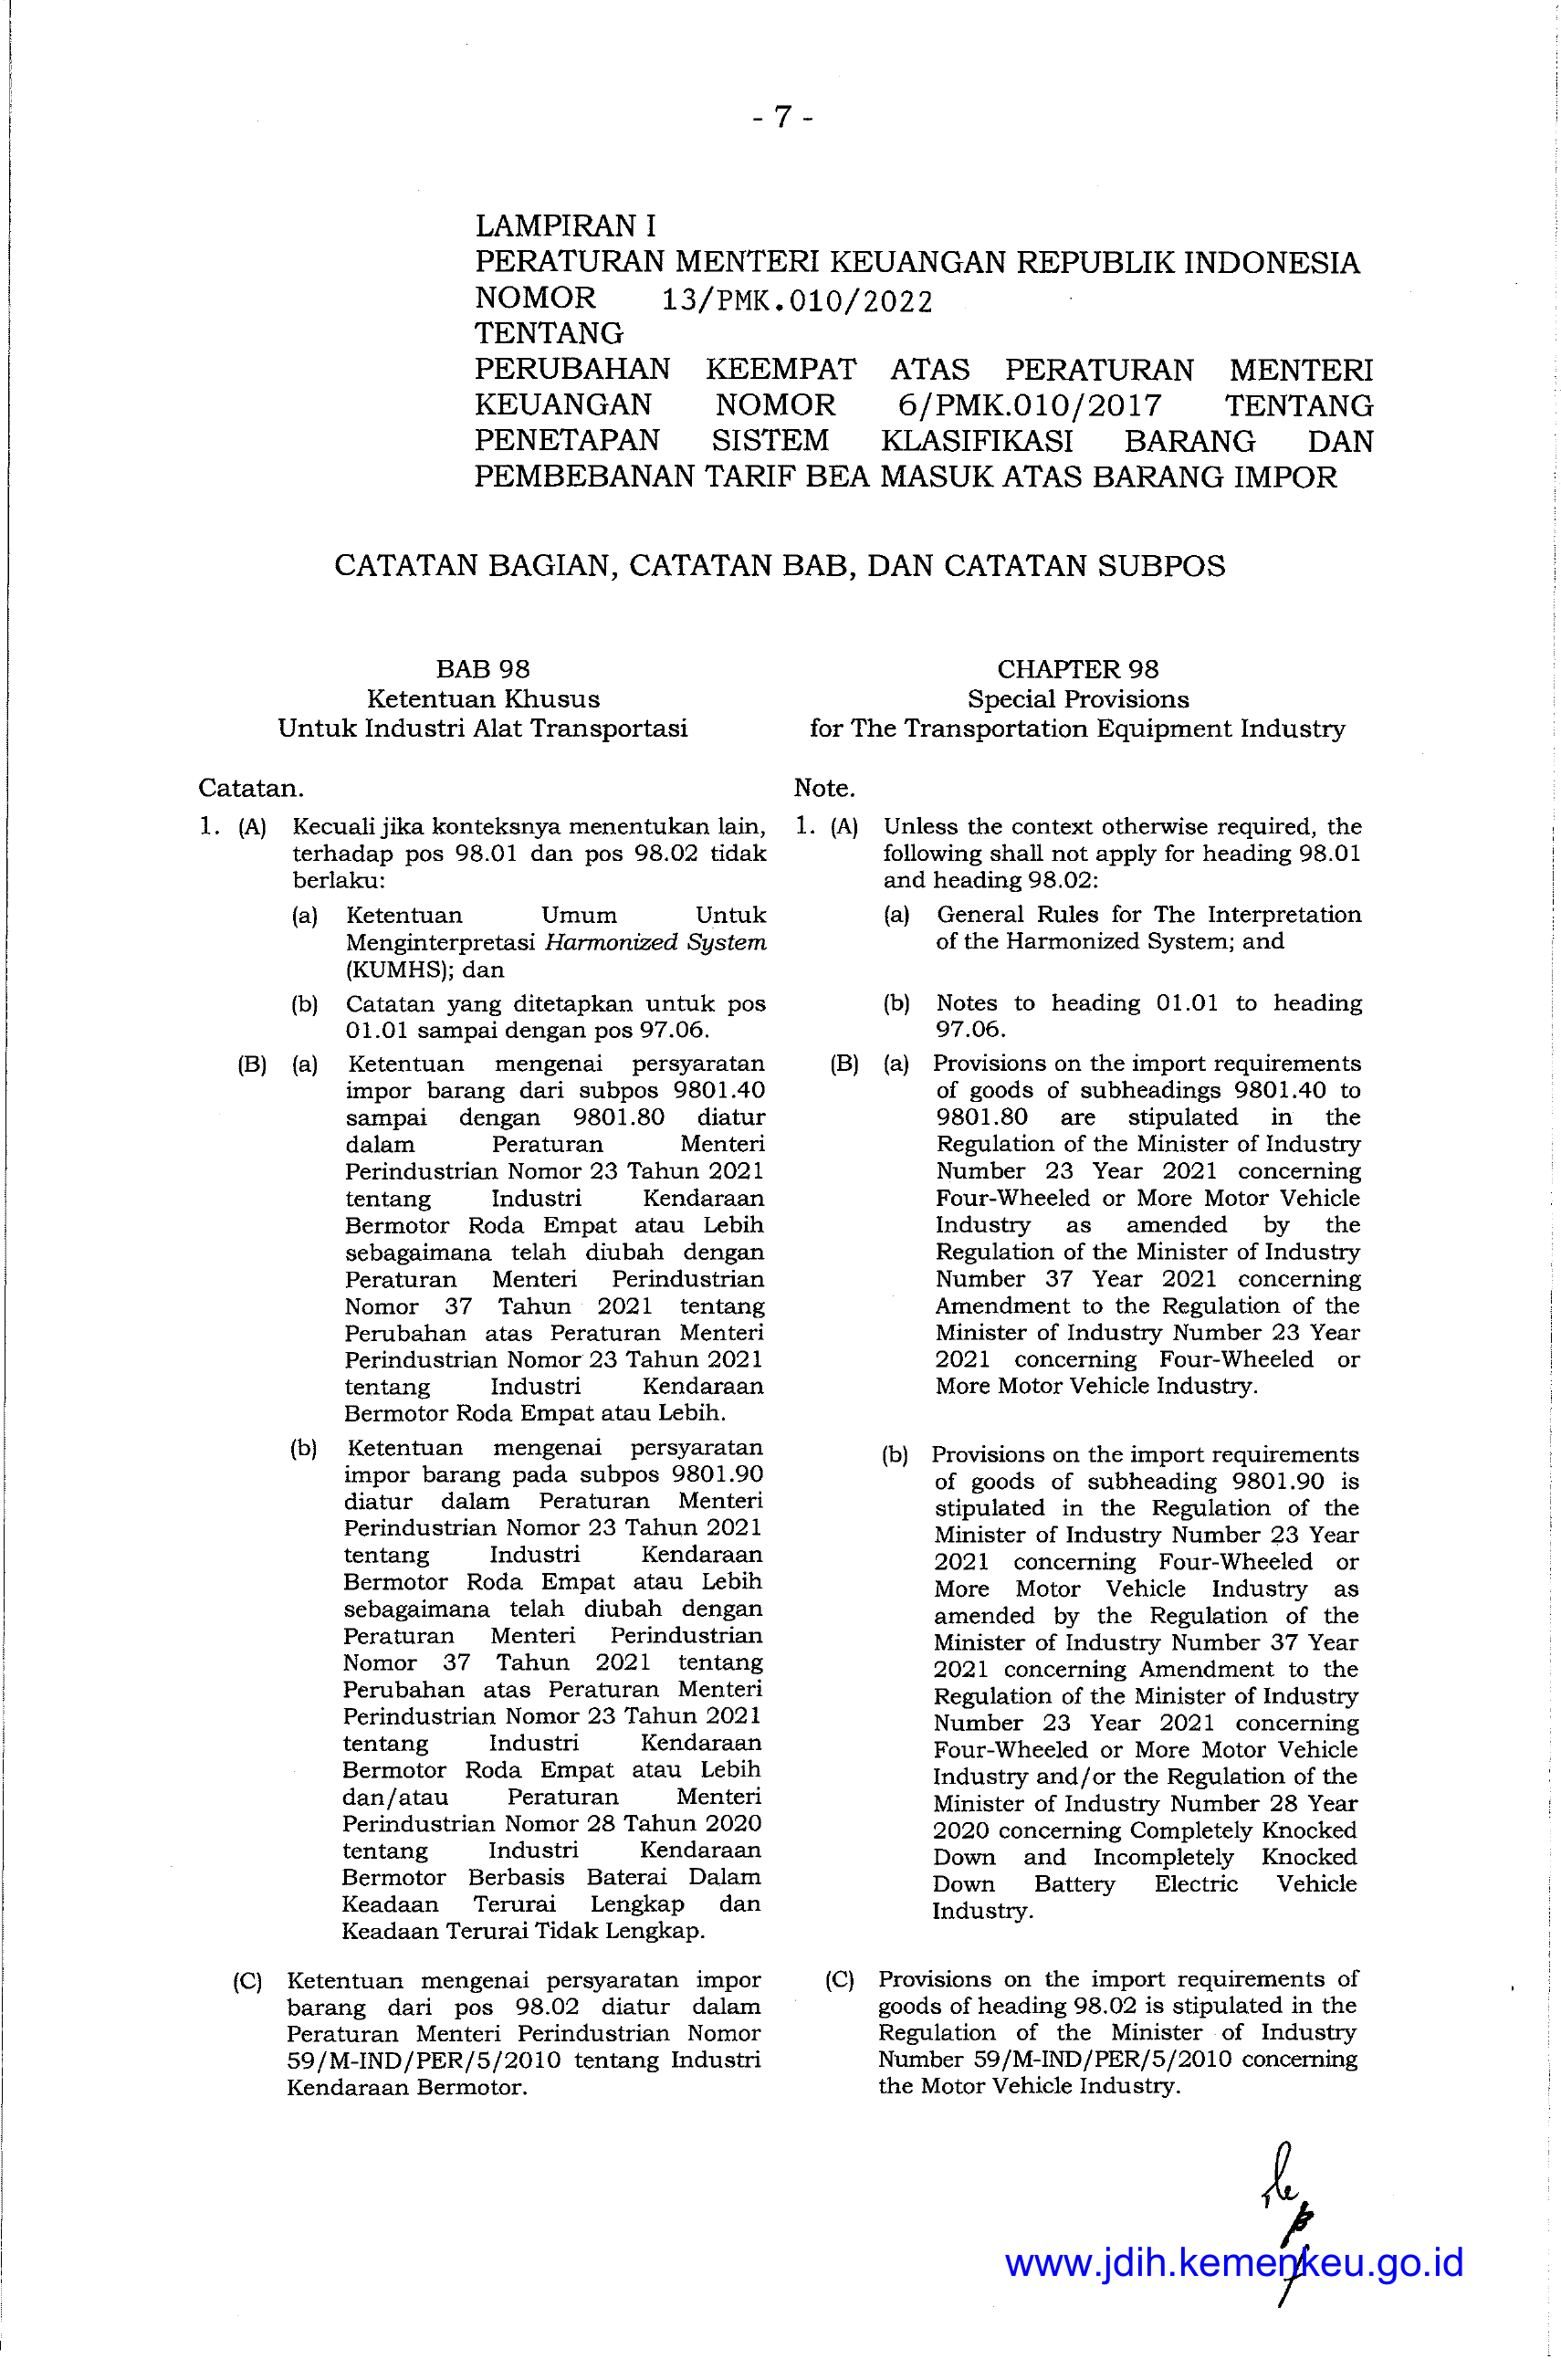 - 7 -
LAMPIRAN I
PERATURAN MENTERI KEUANGAN REPUBLIK INDONESIA
NOMOR 13/PMK.010/2022
TENTANG
PERUBAHAN KEEMPAT ATAS PERATURAN MENTERI
KEUANGAN NOMOR 6/PMK.010/2017 TENTANG
PENETAPAN SISTEM KLASIFIKASI BARANG DAN
PEMBEBANAN TARIF BEA MASUK ATAS BARANG IMPOR
CATATAN BAGIAN, CATATAN BAB, DAN CATATAN SUBPOS
BAB 98
Ketentuan Khusus
Untuk Industri Alat Transportasi
Catatan.
1. (A) Kecuali jika konteksnya menentukan lain,
terhadap pos 98.01 dan pos 98.02 tidak
berlaku:
(a) Ketentuan Umum Untuk
Menginterpretasi Harmonized System
(KUMHS); dan
(b) Catatan yang ditetapkan untuk pos
01.01 sampai dengan pos 97.06.
(B) (a) Ketentuan mengenai persyaratan
impor barang dari subpos 9801.40
sampai dengan 9801.80 diatur
dalam Peraturan Menteri
Perindustrian Nomor 23 Tahun 2021
tentang Industri Kendaraan
Bermotor Roda Empat atau Lebih
sebagaimana telah diubah dengan
Peraturan Menteri Perindustrian
Nomor 37 Tahun 2021 tentang
Perubahan atas Peraturan Menteri
Perindustrian Nomor 23 Tahun 2021
tentang Industri Kendaraan
Bermotor Roda Empat atau Lebih.
(b) Ketentuan mengenai persyaratan
impor barang pada subpos 9801.90
diatur dalam Peraturan Menteri
Perindustrian Nomor 23 Tahun 2021
tentang Industri Kendaraan
Bermotor Roda Empat atau Lebih
sebagaimana telah diubah dengan
Peraturan Menteri Perindustrian
Nomor 37 Tahun 2021 tentang
Perubahan atas Peraturan Menteri
Perindustrian Nomor 23 Tahun 2021
tentang Industri Kendaraan
Bermotor Roda Empat atau Lebih
dan/atau Peraturan Menteri
Perindustrian Nomor 28 Tahun 2020
tentang Industri Kendaraan
Bermotor Berbasis Baterai Dalam
Keadaan Terurai Lengkap dan
Keadaan Terurai Tidak Lengkap.
(C) Ketentuan mengenai persyaratan impor
barang dari pos 98.02 diatur dalam
Peraturan Menteri Perindustrian Nomor
59/M-IND/PER/5/2010 tentang Industri
Kendaraan Bermotor.
CHAPTER 98
Special Provisions
for The Transportation Equipment Industry
Note.
1. (A) Unless the context otherwise required, the
following shall not apply for heading 98.01
and heading 98.02:
(a) General Rules for The Interpretation
of the Harmonized System; and
(b) Notes to heading 01.01 to heading
97.06.
(B) (a) Provisions on the import requirements
of goods of subheadings 9801.40 to
9801.80 are stipulated in the
Regulation of the Minister of Industry
Number 23 Year 2021 concerning
Four-Wheeled or More Motor Vehicle
Industry as amended by the
Regulation of the Minister of Industry
Number 37 Year 2021 concerning
Amendment to the Regulation of the
Minister of Industry Number 23 Year
2021 concerning Four-Wheeled or
More Motor Vehicle Industry.
(b) Provisions on the import requirements
of goods of subheading 9801.90 is
stipulated in the Regulation of the
Minister of Industry Number 23 Year
2021 concerning Four-Wheeled or
More Motor Vehicle Industry as
amended by the Regulation of the
Minister of Industry Number 37 Year
2021 concerning Amendment to the
Regulation of the Minister of Industry
Number 23 Year 2021 concerning
Four-Wheeled or More Motor Vehicle
Industry and/or the Regulation of the
Minister of Industry Number 28 Year
2020 concerning Completely Knocked
Down and Incompletely Knocked
Down Battery Electric Vehicle
Industry.
(C) Provisions on the import requirements of
goods of heading 98.02 is stipulated in the
Regulation of the Minister of Industry
Number 59/M-IND/PER/5/2010 concerning
the Motor Vehicle Industry.
www.jdih.kemenkeu.go.id